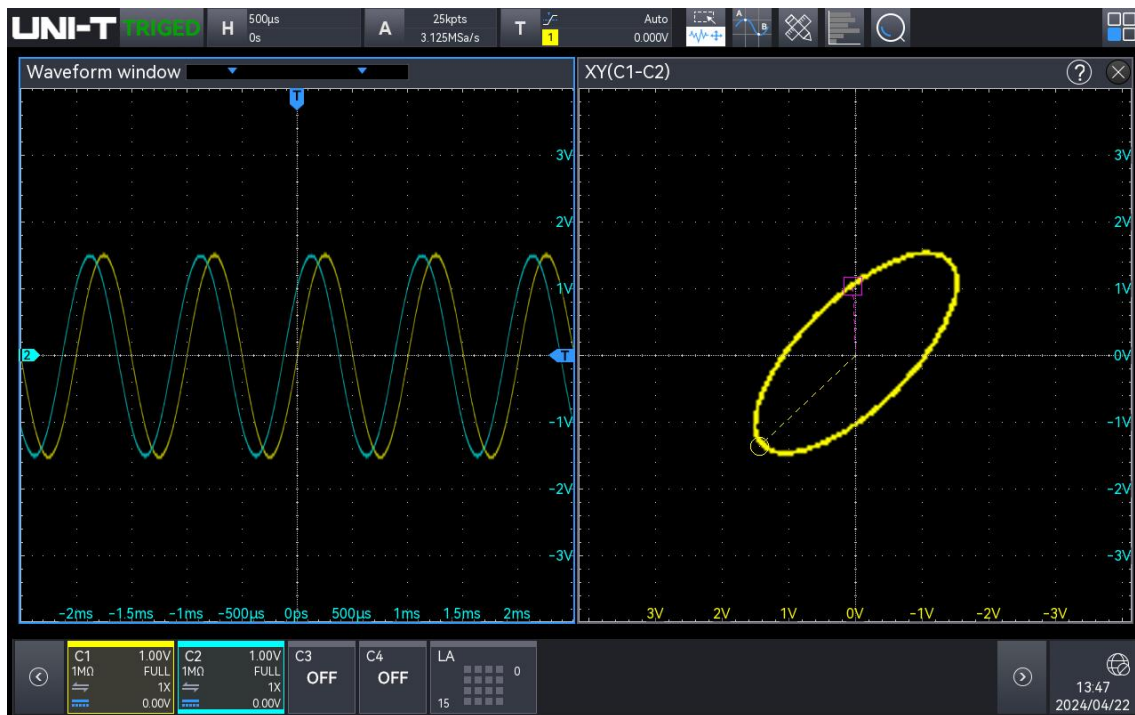 UNI-T TRIGED H 500µs 0s A 25kpts 3.125MSa/s T 1 Auto 0.000V A B
Waveform window
T
3V
2V
1V
2
T
-1V
-2V
-3V
-2ms -1.5ms -1ms -500µs 0ps 500µs 1ms 1.5ms 2ms
XY(C1-C2) ?
3V
2V
1V
0V
-1V
-2V
-3V
3V 2V 1V 0V -1V -2V -3V
C1 1.00V
1MΩ FULL
1X
0.00V
C2 1.00V
1MΩ FULL
1X
0.00V
C3
OFF
C4
OFF
LA
0
15
13:47
2024/04/22